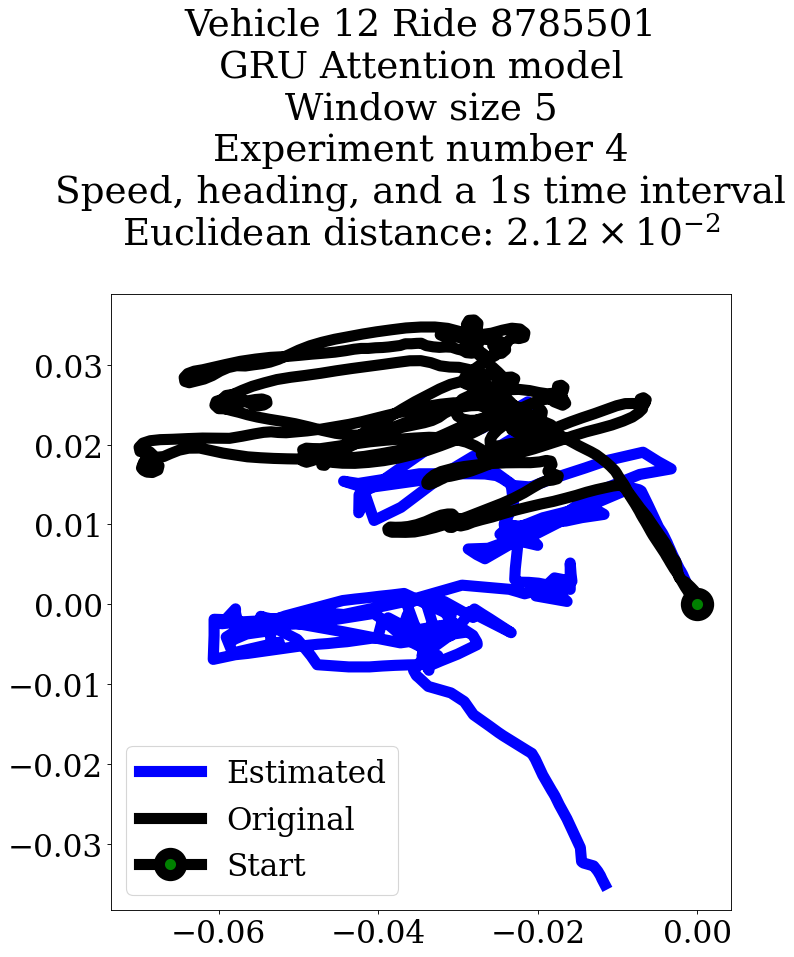 Vehicle 12 Ride 8785501
GRU Attention model
Window size 5
Experiment number 4
Speed, heading, and a 1s time interval
Euclidean distance: 2.12 × 10⁻²
0.03
0.02
0.01
0.00
−0.01
−0.02
−0.03
Estimated
Original
Start
−0.06 −0.04 −0.02 0.00